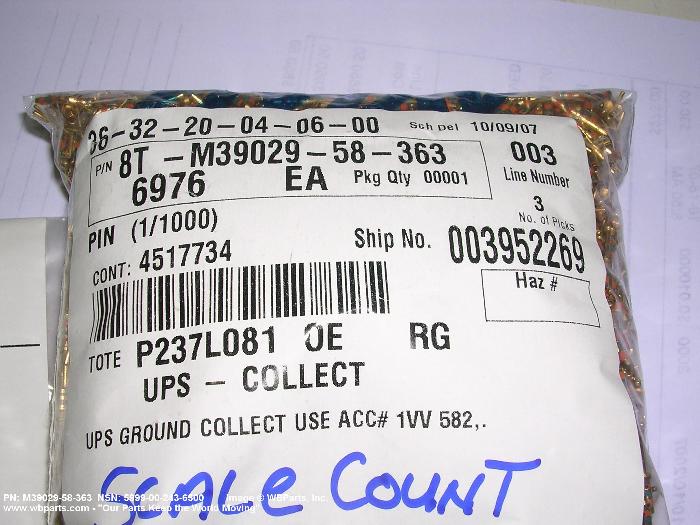 06-32-20-04-06-00 Sch pel 10/09/07
P/N 8T -M39029-58-363 003
6976 EA Pkg Qty 00001 Line Number
3
No. of Picks
PIN (1/1000)
Ship No. 003952269
CONT: 4517734
Haz #
TOTE P237L081 OE RG
UPS - COLLECT
UPS GROUND COLLECT USE ACC# 1VV 582,.
SCALE COUNT
PN: M39029-58-363 NSN: 5999-00-243-6500 Image © WBParts, Inc.
www.wbparts.com - "Our Parts Keep the World Moving"